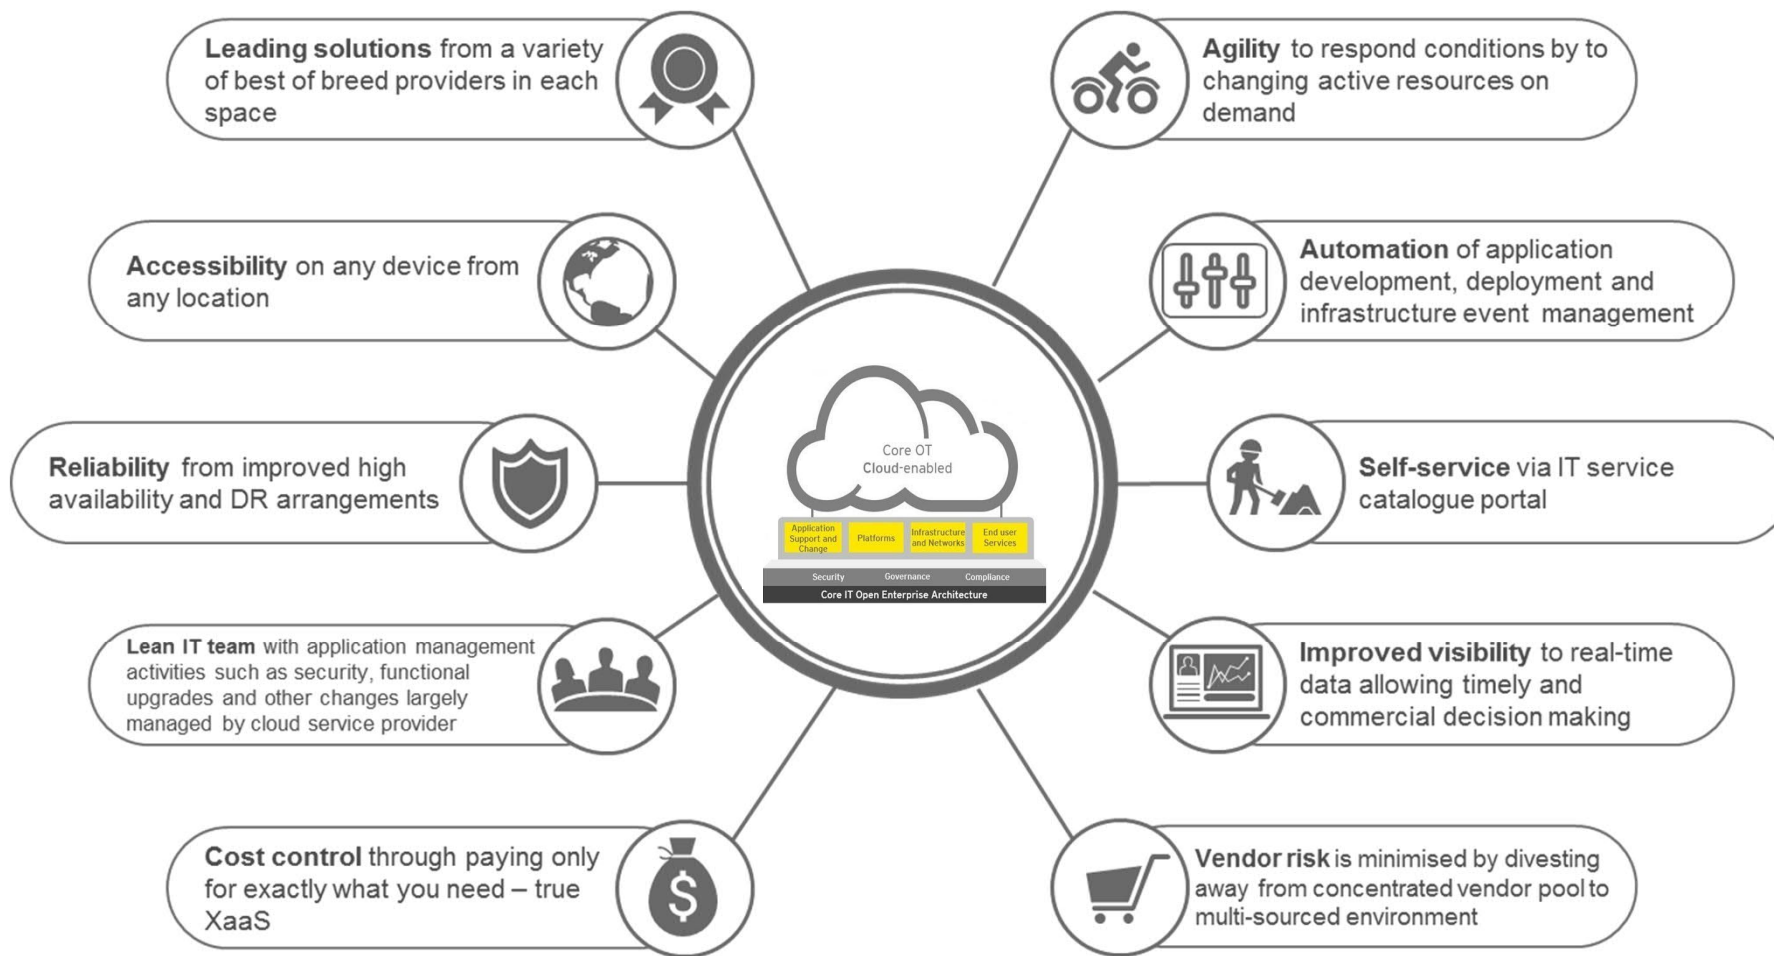 Leading solutions from a variety
of best of breed providers in each
space
Accessibility on any device from
any location
Reliability from improved high
availability and DR arrangements
Lean IT team with application management
activities such as security, functional
upgrades and other changes largely
managed by cloud service provider
Cost control through paying only
for exactly what you need – true
XaaS
$
Core OT
Cloud-enabled
Application
Support and
Change
Platforms
Infrastructure
and Networks
End user
Services
Security Governance Compliance
Core IT Open Enterprise Architecture
Agility to respond conditions by to
changing active resources on
demand
Automation of application
development, deployment and
infrastructure event management
Self-service via IT service
catalogue portal
Improved visibility to real-time
data allowing timely and
commercial decision making
Vendor risk is minimised by divesting
away from concentrated vendor pool to
multi-sourced environment